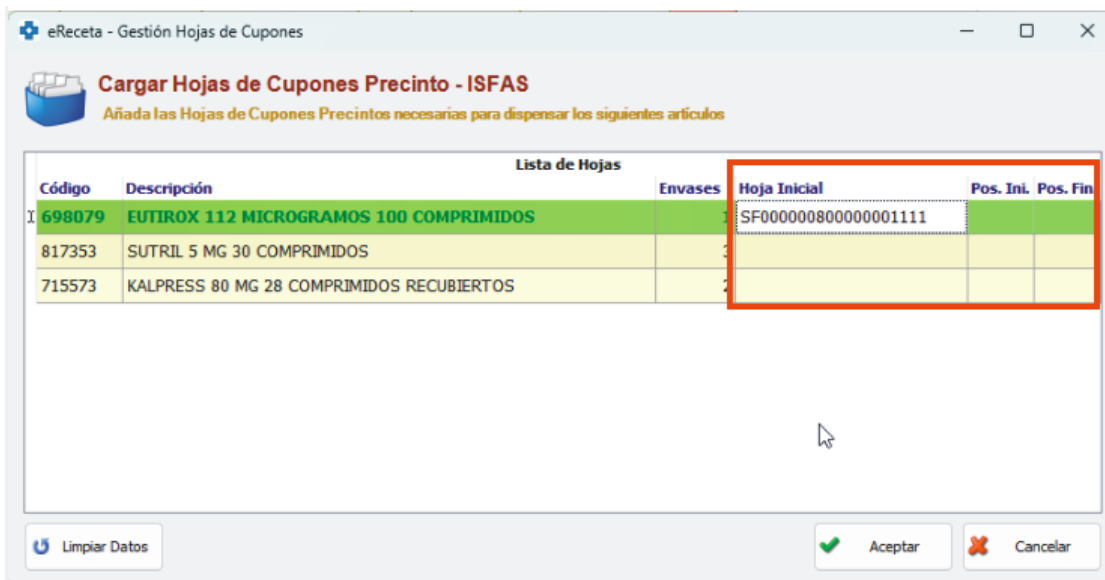 eReceta - Gestión Hojas de Cupones
Cargar Hojas de Cupones Precinto - ISFAS
Añada las Hojas de Cupones Precintos necesarias para dispensar los siguientes artículos
Lista de Hojas
Código Descripción Envases Hoja Inicial Pos. Ini. Pos. Fin.
698079 EUTIROX 112 MICROGRAMOS 100 COMPRIMIDOS 1 SF000000800000001111
817353 SUTRIL 5 MG 30 COMPRIMIDOS 3
715573 KALPRESS 80 MG 28 COMPRIMIDOS RECUBIERTOS 2
Limpiar Datos Aceptar Cancelar